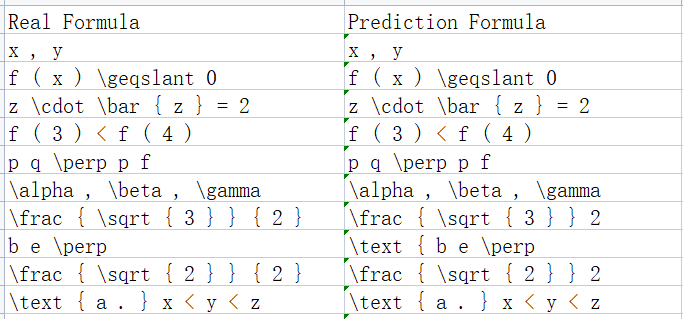 Real Formula	Prediction Formula
x , y	x , y
f ( x ) \geqslant 0	f ( x ) \geqslant 0
z \cdot \bar { z } = 2	z \cdot \bar { z } = 2
f ( 3 ) < f ( 4 )	f ( 3 ) < f ( 4 )
p q \perp p f	p q \perp p f
\alpha , \beta , \gamma	\alpha , \beta , \gamma
\frac { \sqrt { 3 } } { 2 }	\frac { \sqrt { 3 } } 2
b e \perp	\text { b e \perp
\frac { \sqrt { 2 } } { 2 }	\frac { \sqrt { 2 } } 2
\text { a . } x < y < z	\text { a . } x < y < z